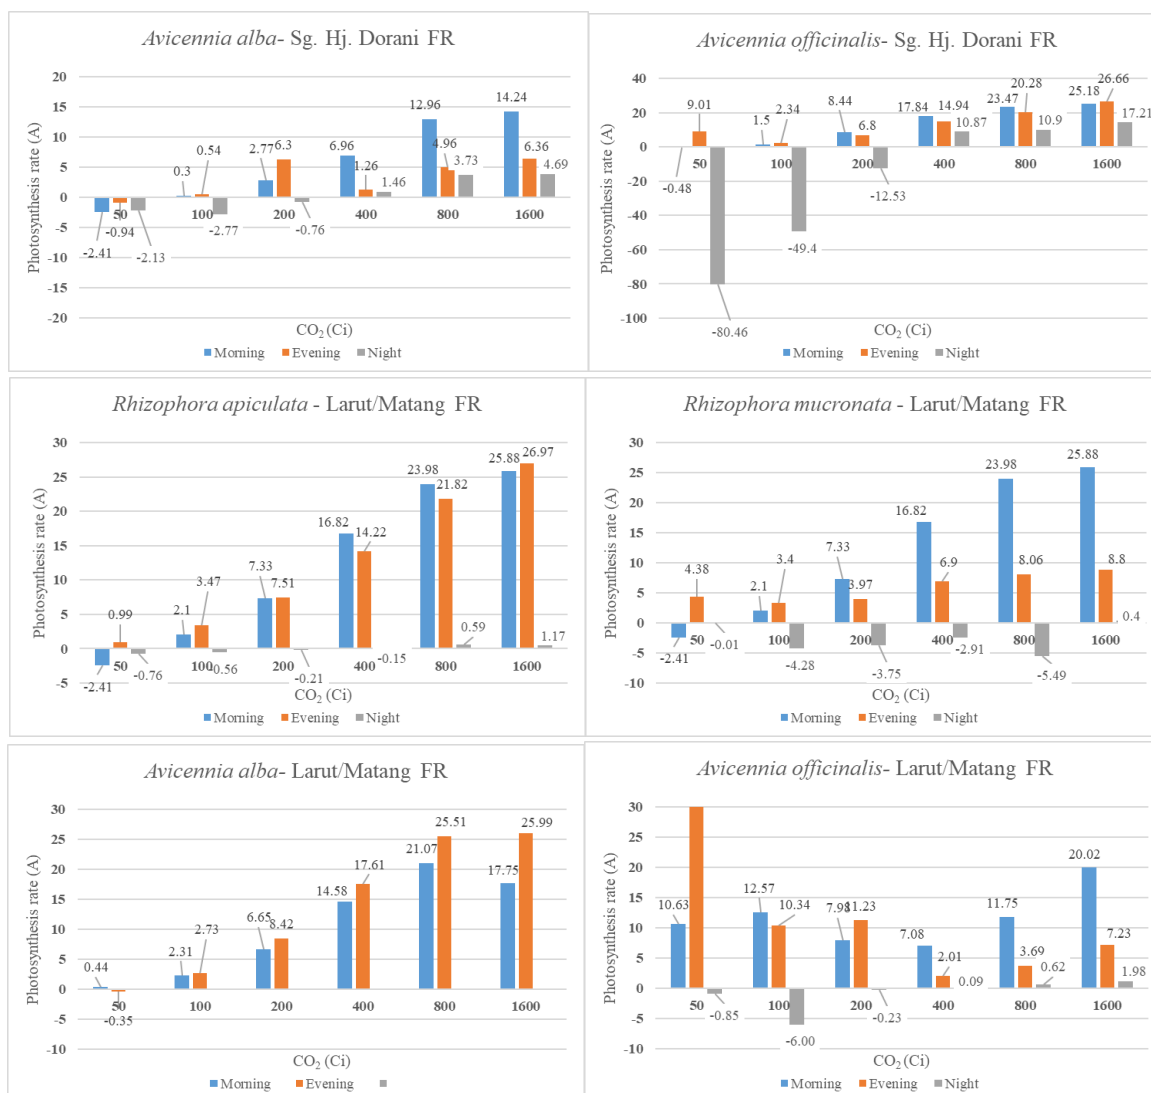 Avicennia alba- Sg. Hj. Dorani FR
Photosynthesis rate (A)
20
15
10
5
0
-5
-10
-15
-20
-2.41 -0.94 -2.13
0.3 0.54 -2.77
2.77 6.3 -0.76
6.96 1.26 1.46
12.96 4.96 3.73
14.24 6.36 4.69
50 100 200 400 800 1600
CO2 (Ci)
Morning Evening Night
Avicennia officinalis- Sg. Hj. Dorani FR
Photosynthesis rate (A)
40
20
0
-20
-40
-60
-80
-100
-0.48 9.01 -80.46
1.5 2.34 -49.4
8.44 6.8 -12.53
17.84 14.94 10.87
23.47 20.28 10.9
25.18 26.66 17.21
50 100 200 400 800 1600
CO2 (Ci)
Morning Evening Night
Rhizophora apiculata - Larut/Matang FR
Photosynthesis rate (A)
30
25
20
15
10
5
0
-5
-2.41 0.99 -0.76
2.1 3.47 -0.56
7.33 7.51 -0.21
16.82 14.22 -0.15
23.98 21.82 0.59
25.88 26.97 1.17
50 100 200 400 800 1600
CO2 (Ci)
Morning Evening Night
Rhizophora mucronata - Larut/Matang FR
Photosynthesis rate (A)
30
25
20
15
10
5
0
-5
-10
-2.41 4.38 -0.01
2.1 3.4 -4.28
7.33 3.97 -3.75
16.82 6.9 -2.91
23.98 8.06 -5.49
25.88 8.8 0.4
50 100 200 400 800 1600
CO2 (Ci)
Morning Evening Night
Avicennia alba- Larut/Matang FR
Photosynthesis rate (A)
30
25
20
15
10
5
0
-5
-10
0.44 -0.35
2.31 2.73
6.65 8.42
14.58 17.61
21.07 25.51
17.75 25.99
50 100 200 400 800 1600
CO2 (Ci)
Morning Evening
Avicennia officinalis- Larut/Matang FR
Photosynthesis rate (A)
30
25
20
15
10
5
0
-5
-10
10.63 -0.85
12.57 10.34 -6.00
7.98 11.23 -0.23
7.08 2.01 0.09
11.75 3.69 0.62
20.02 7.23 1.98
50 100 200 400 800 1600
CO2 (Ci)
Morning Evening Night